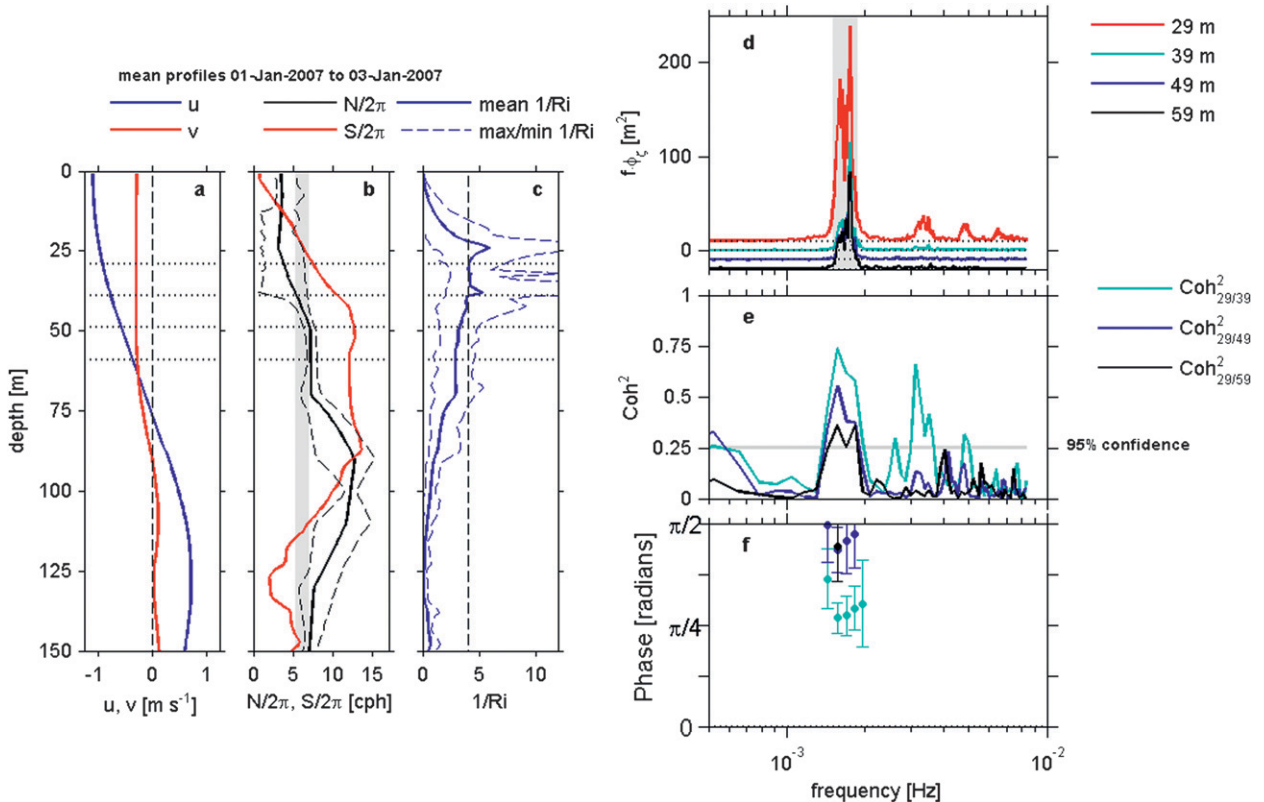 mean profiles 01-Jan-2007 to 03-Jan-2007
u N/2π mean 1/Ri
v S/2π max/min 1/Ri
a b c
0
25
50
75
100
125
150
depth [m]
-1 0 1
u, v [m s⁻¹]
0 5 10 15
N/2π, S/2π [cph]
0 5 10
1/Ri
d
200
100
0
f·ϕζ [m²]
29 m
39 m
49 m
59 m
e
1
0.75
0.5
0.25
0
Coh²
Coh²29/39
Coh²29/49
Coh²29/59
95% confidence
f
π/2
π/4
0
Phase [radians]
10⁻³ 10⁻²
frequency [Hz]